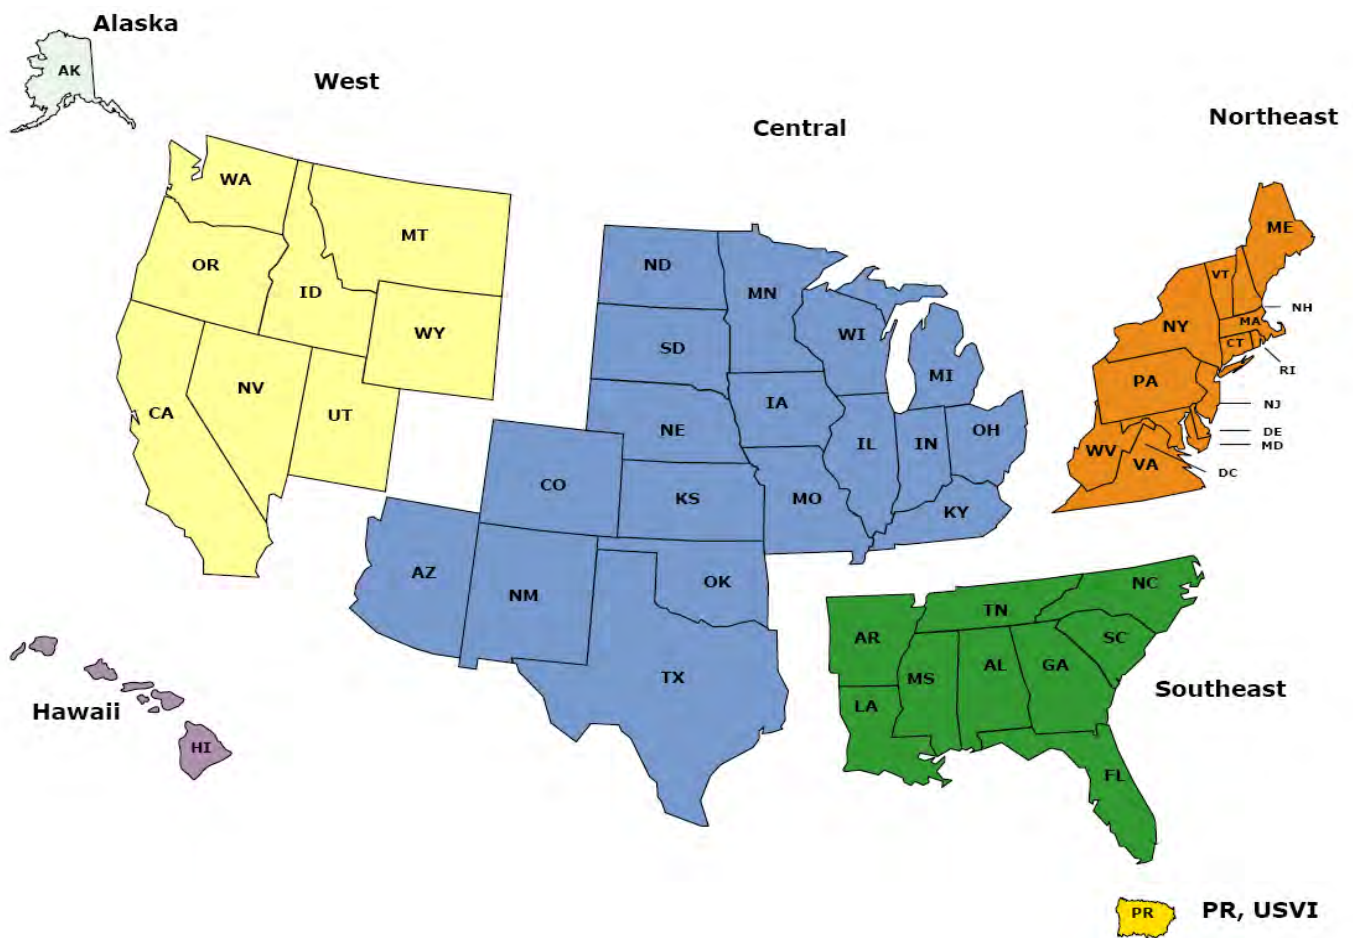 Alaska
AK
West
Central
Northeast
WA
MT
OR
ID
WY
NV
CA
UT
ND
MN
SD
WI
MI
IA
NE
IL
IN
OH
CO
KS
MO
KY
AZ
NM
OK
TX
ME
VT
NH
NY
MA
CT
RI
PA
NJ
DE
MD
WV
VA
DC
NC
TN
AR
SC
MS
AL
GA
LA
FL
Southeast
Hawaii
HI
PR
PR, USVI